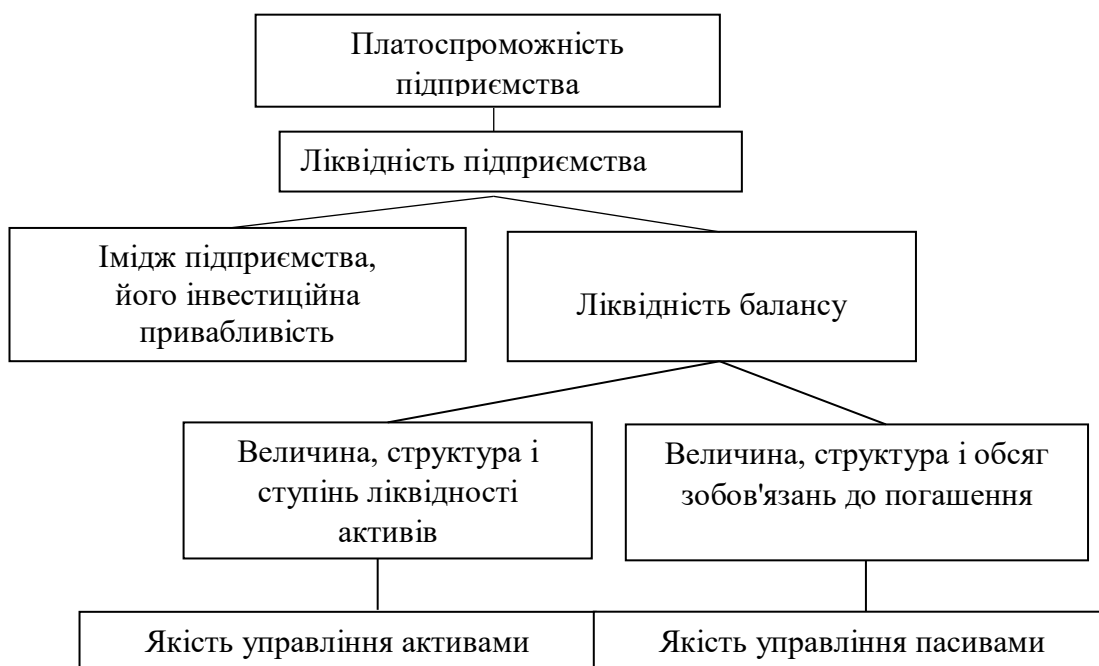 Платоспроможність
підприємства
Ліквідність підприємства
Імідж підприємства,
його інвестиційна
привабливість
Ліквідність балансу
Величина, структура і
ступінь ліквідності
активів
Величина, структура і обсяг
зобов'язань до погашення
Якість управління активами
Якість управління пасивами